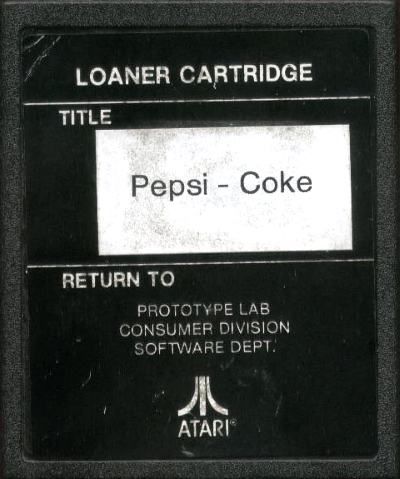 LOANER CARTRIDGE
TITLE
Pepsi - Coke
RETURN TO
PROTOTYPE LAB
CONSUMER DIVISION
SOFTWARE DEPT.
ATARI®